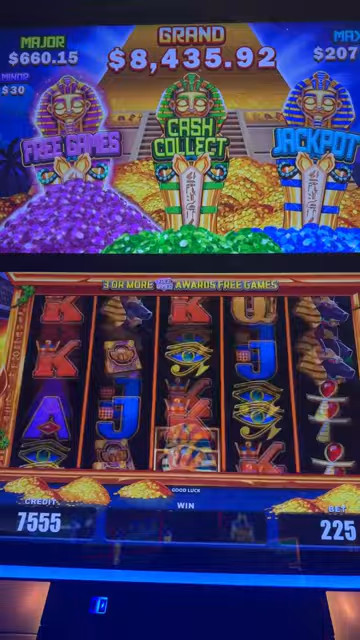 MAJOR
$660.15
GRAND
$8,435.92
$207
MINOR
$30
FREE GAMES
CASH
COLLECT
JACKPOT
3 OR MORE AWARDS FREE GAMES
K
K
Q
K
J
A
J
K
K
GOOD LUCK
CREDIT
WIN
BET
7555
225